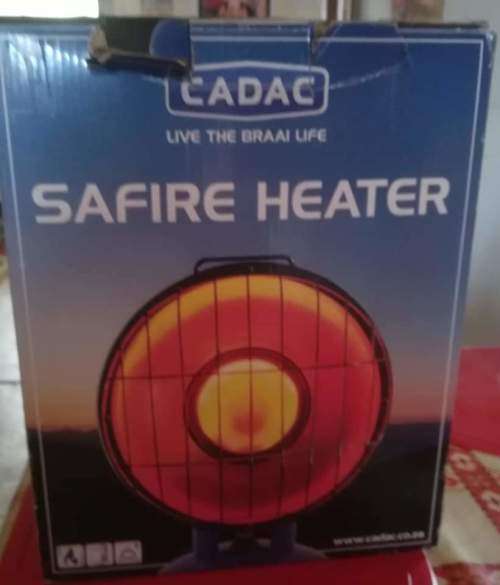 CADAC
LIVE THE BRAAI LIFE
SAFIRE HEATER
www.cadac.co.za